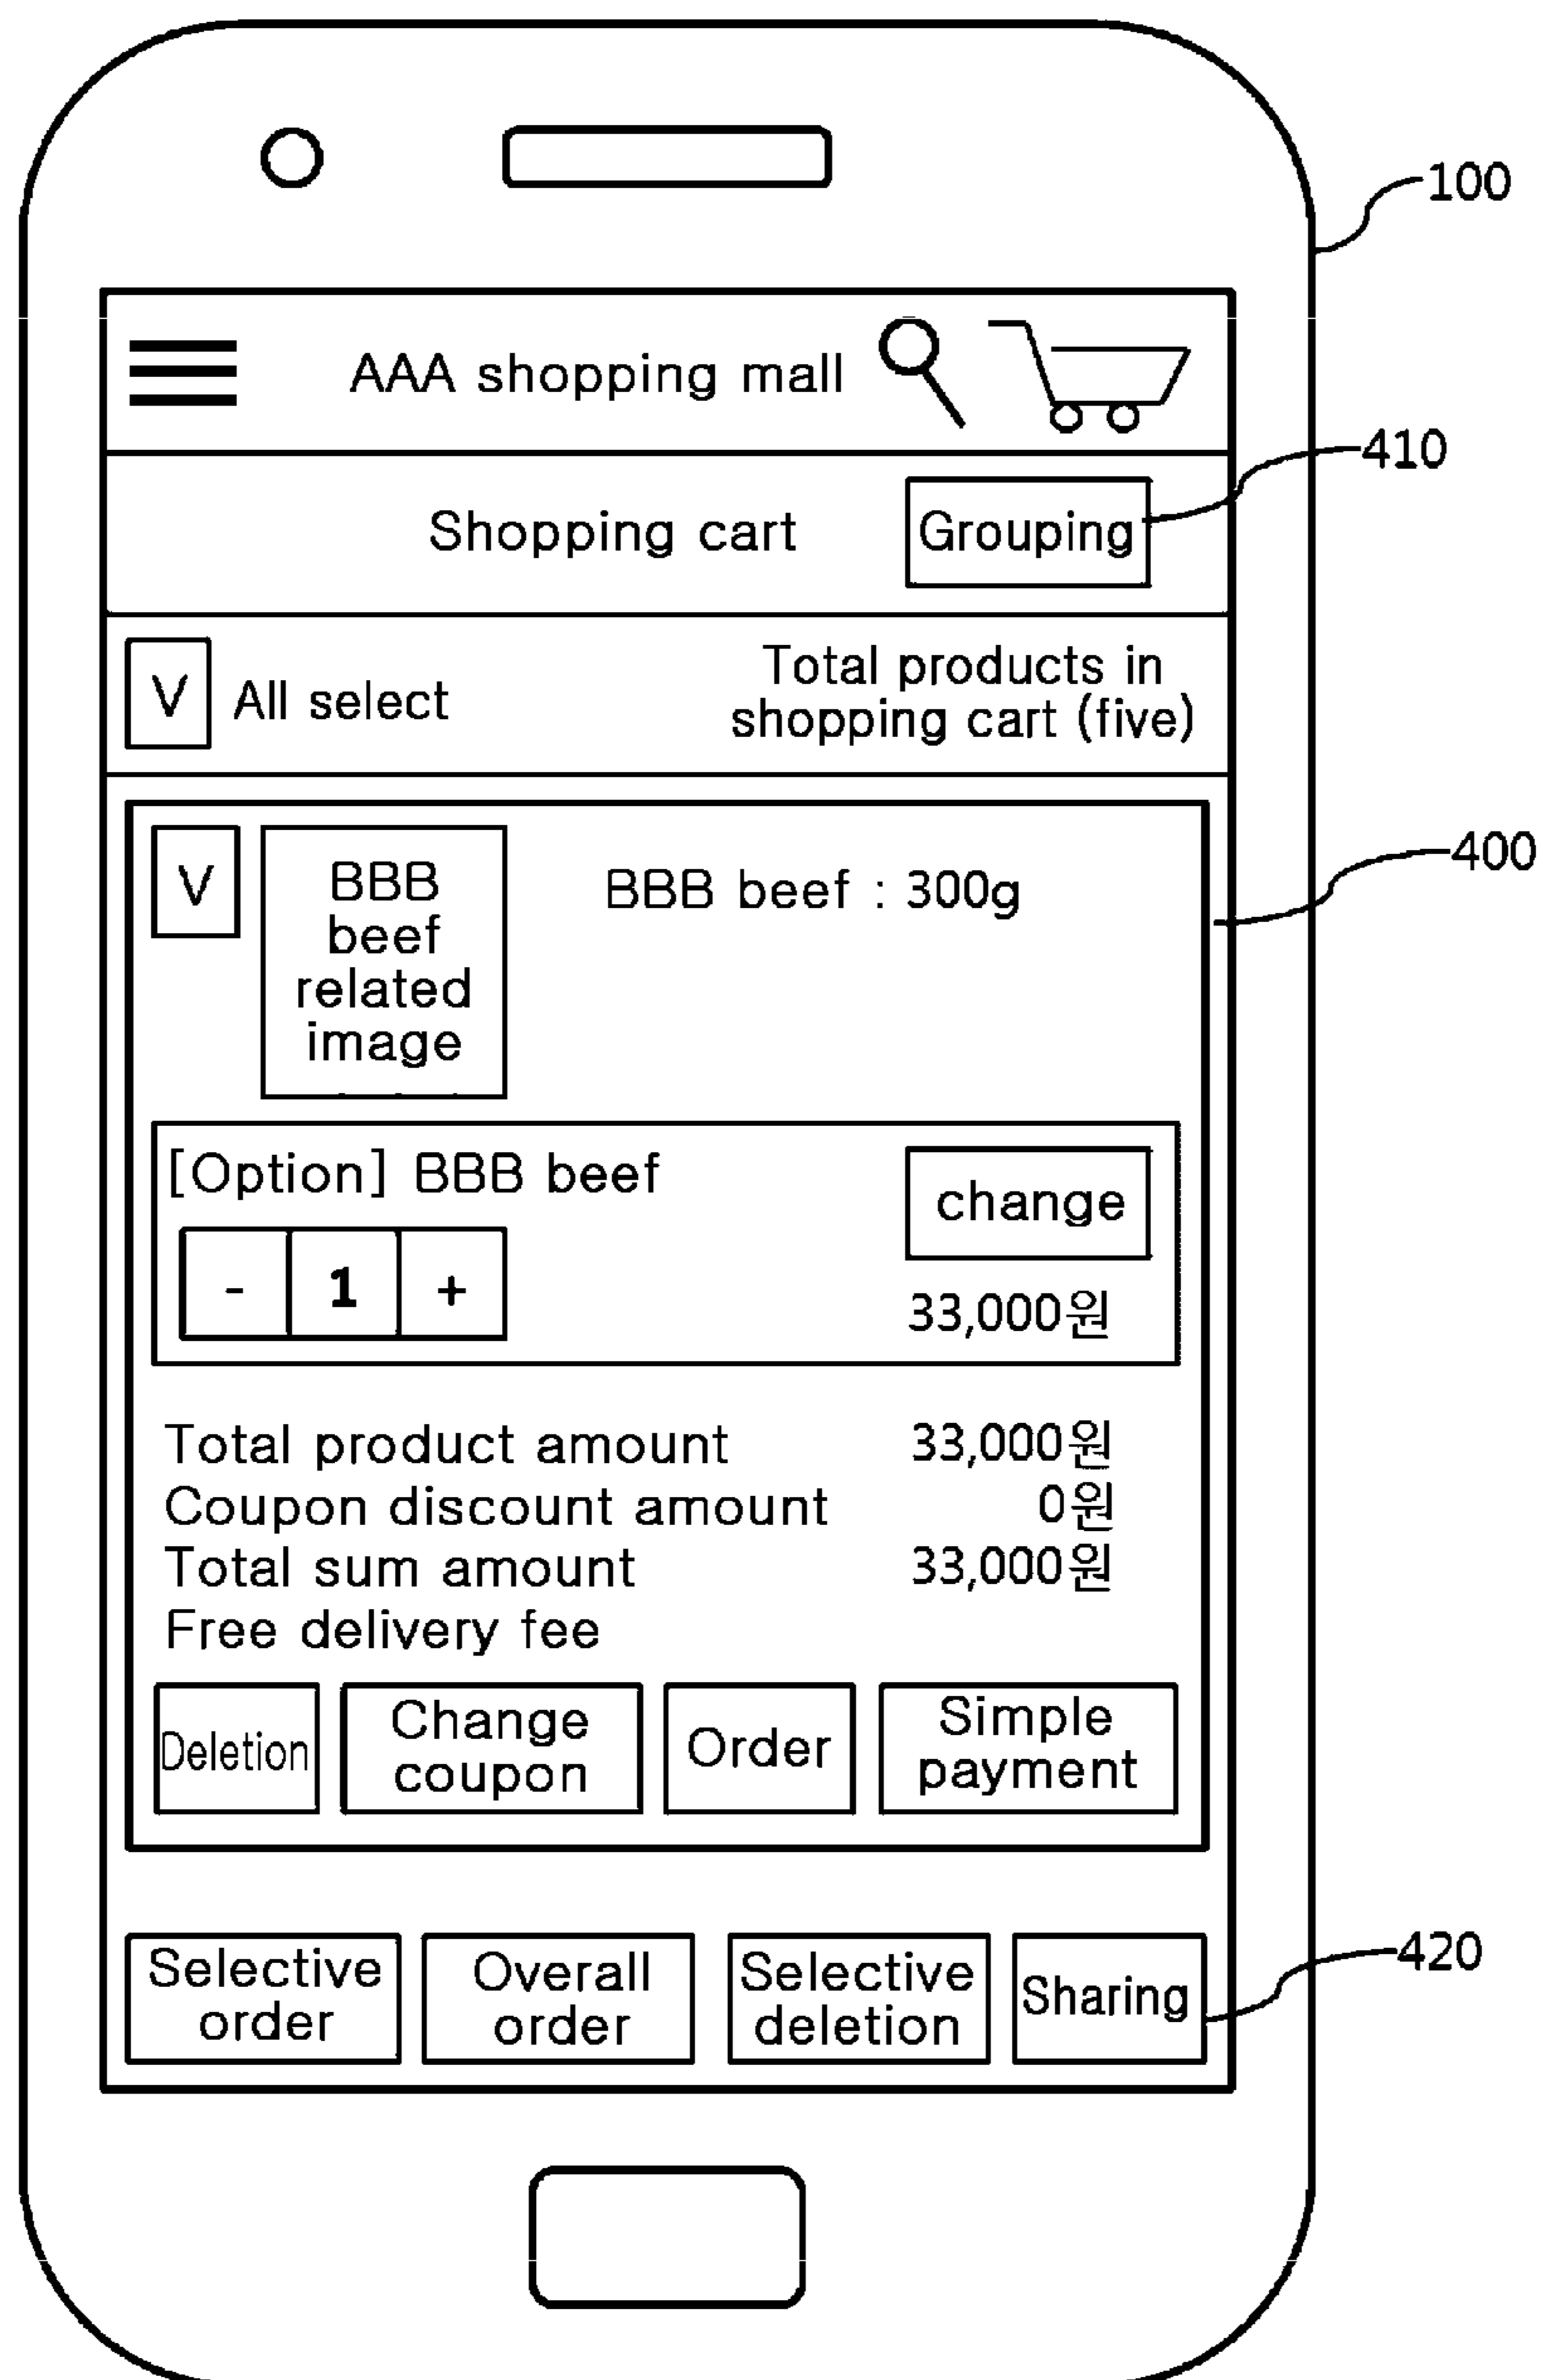 100
AAA shopping mall
410
Shopping cart
Grouping
V
All select
Total products in
shopping cart (five)
400
V
BBB
beef
related
image
BBB beef : 300g
[Option] BBB beef
change
- 1 +
33,000원
Total product amount 33,000원
Coupon discount amount 0원
Total sum amount 33,000원
Free delivery fee
Deletion
Change
coupon
Order
Simple
payment
420
Selective
order
Overall
order
Selective
deletion
Sharing